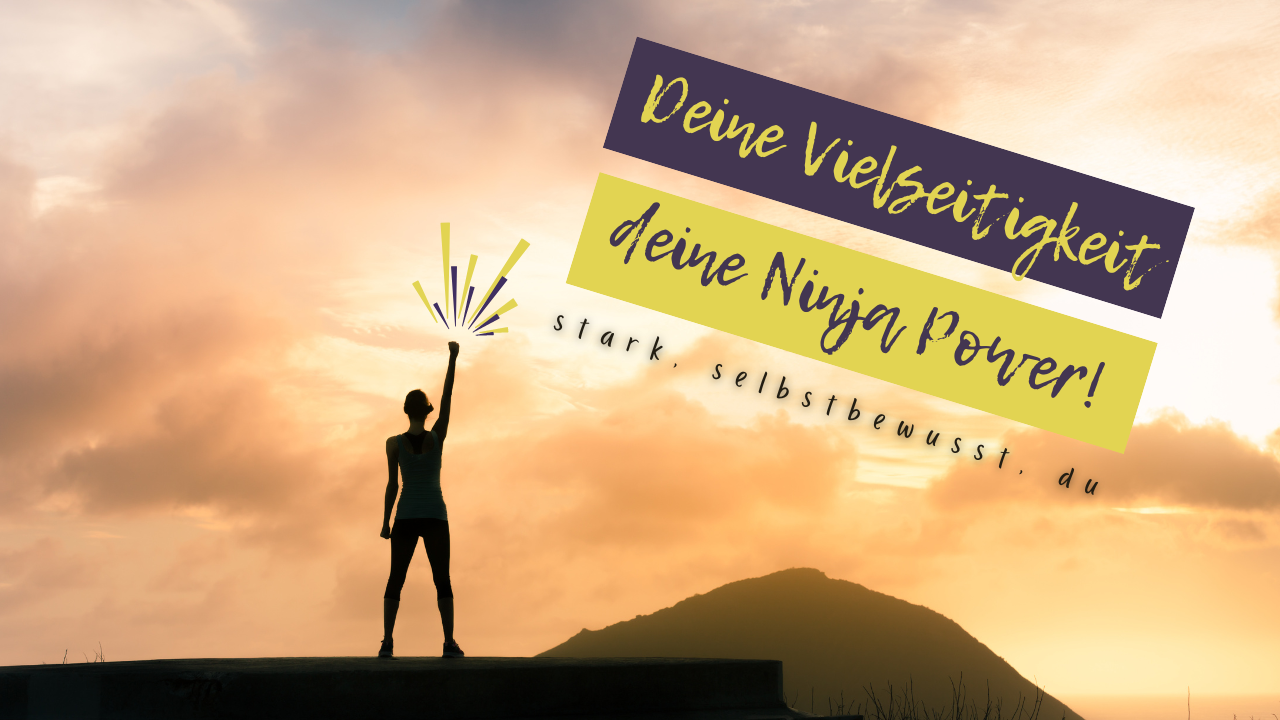 Deine Vielseitigkeit
deine Ninja Power!
stark, selbstbewusst, du